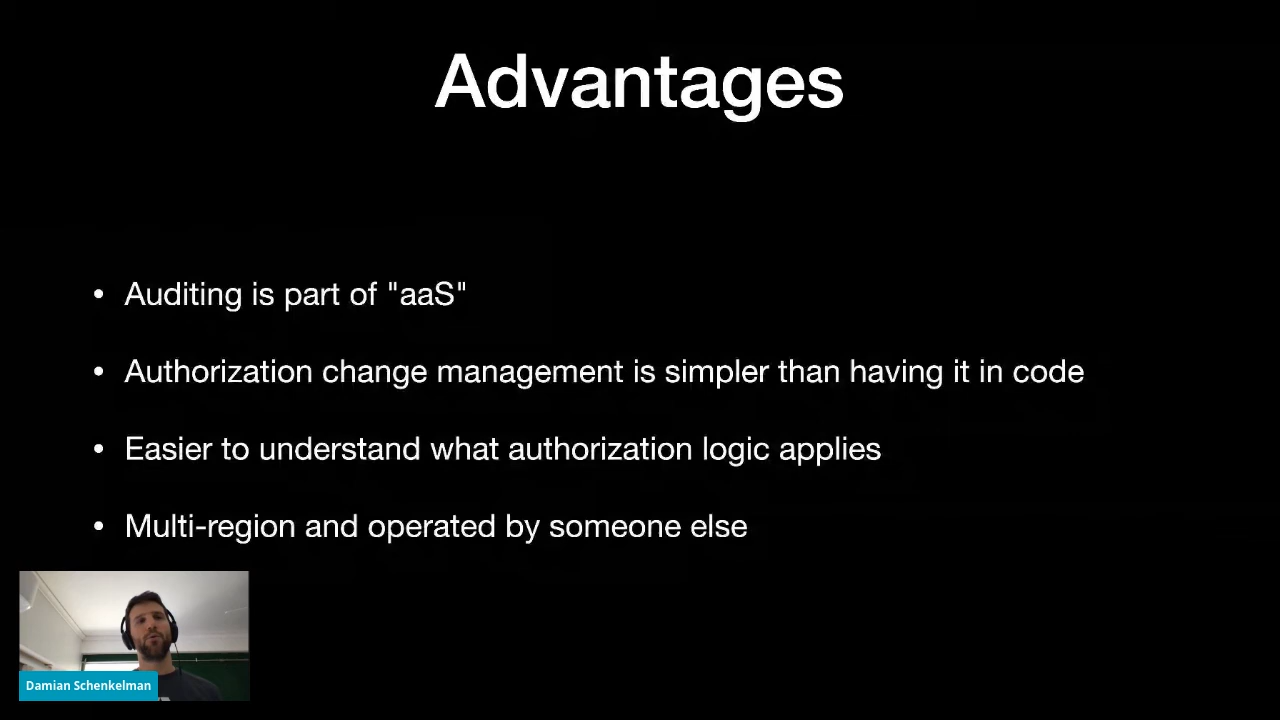 Advantages
• Auditing is part of "aaS"
• Authorization change management is simpler than having it in code
• Easier to understand what authorization logic applies
• Multi-region and operated by someone else
Damian Schenkelman